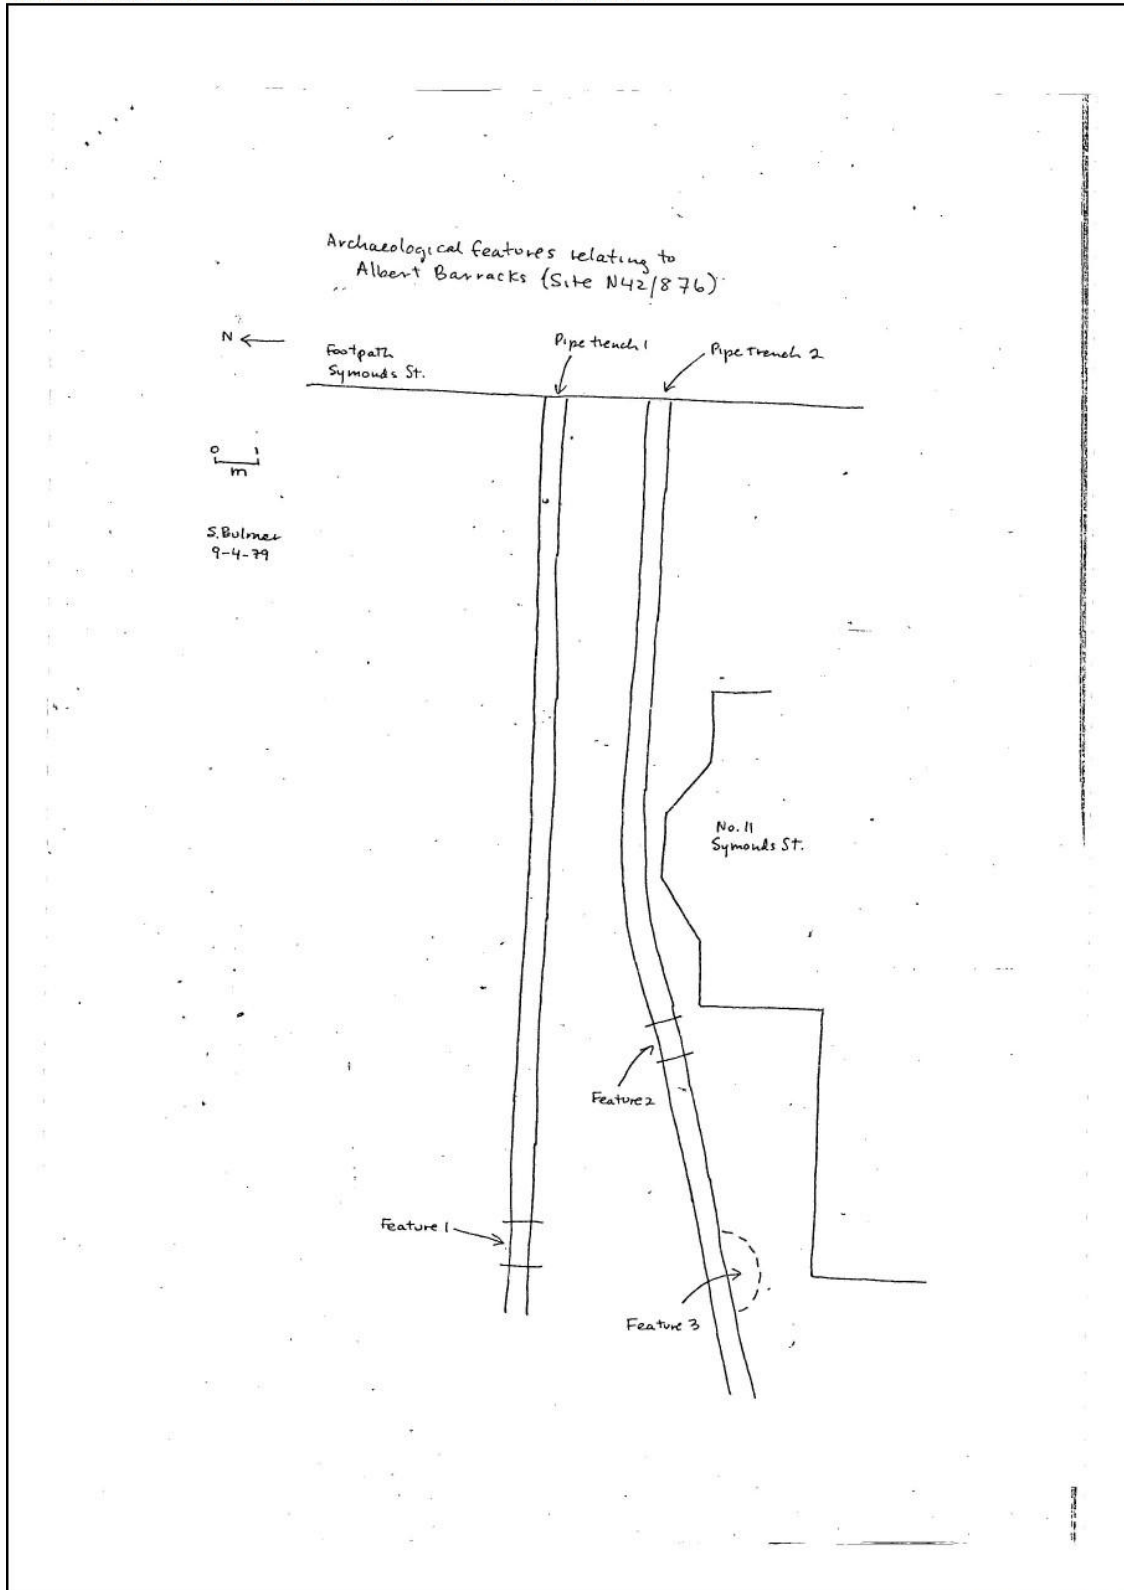 Archaeological features relating to
Albert Barracks (Site N42/876)
N
Footpath
Symonds St.
Pipe trench 1
Pipe Trench 2
0 1
m
S. Bulmer
9-4-79
No. 11
Symonds St.
Feature 2
Feature 1
Feature 3